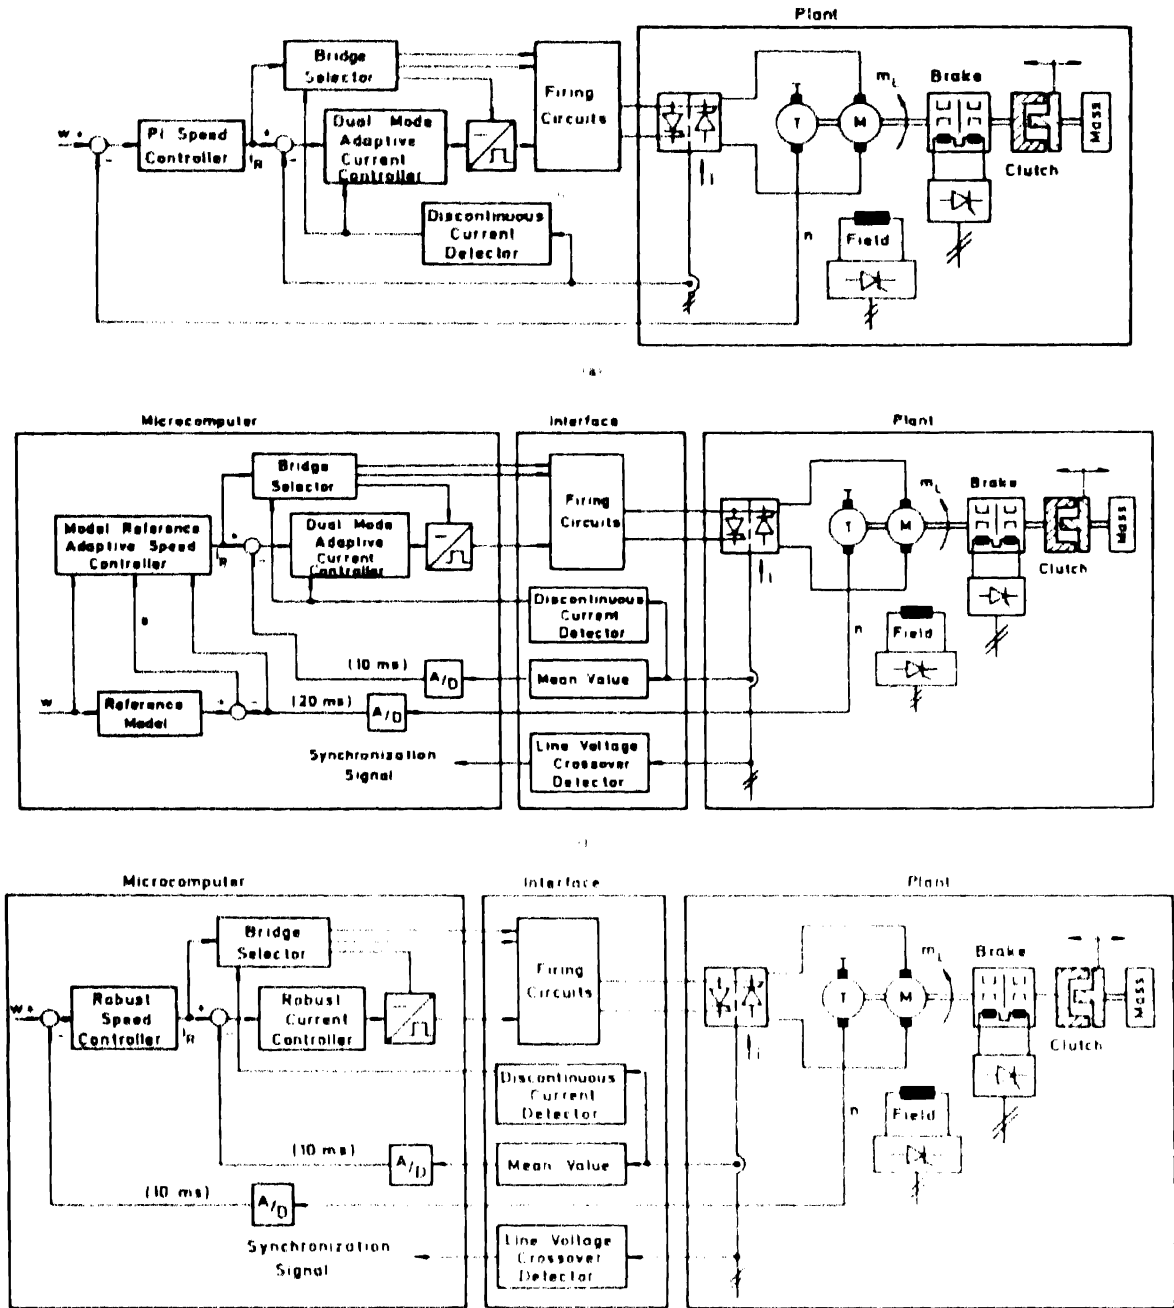 Plant
Bridge
Selector
Firing
Circuits
PI Speed
Controller
w +
-
I_R
+
-
Dual Mode
Adaptive
Current
Controller
Discontinuous
Current
Detector
i
T
M
m_L
Brake
Clutch
Mass
n
Field
(a)
Microcomputer
Interface
Plant
Bridge
Selector
Firing
Circuits
Model Reference
Adaptive Speed
Controller
I_R
+
-
Dual Mode
Adaptive
Current
Controller
Discontinuous
Current
Detector
(10 ms)
A/D
Mean Value
w
Reference
Model
+
-
(20 ms)
A/D
Synchronization
Signal
Line Voltage
Crossover
Detector
i
T
M
m_L
Brake
Clutch
Mass
n
Field
Microcomputer
Interface
Plant
Bridge
Selector
Firing
Circuits
w +
-
Robust
Speed
Controller
I_R
+
-
Robust
Current
Controller
Discontinuous
Current
Detector
(10 ms)
A/D
Mean Value
(10 ms)
A/D
Synchronization
Signal
Line Voltage
Crossover
Detector
i
T
M
m_L
Brake
Clutch
Mass
n
Field